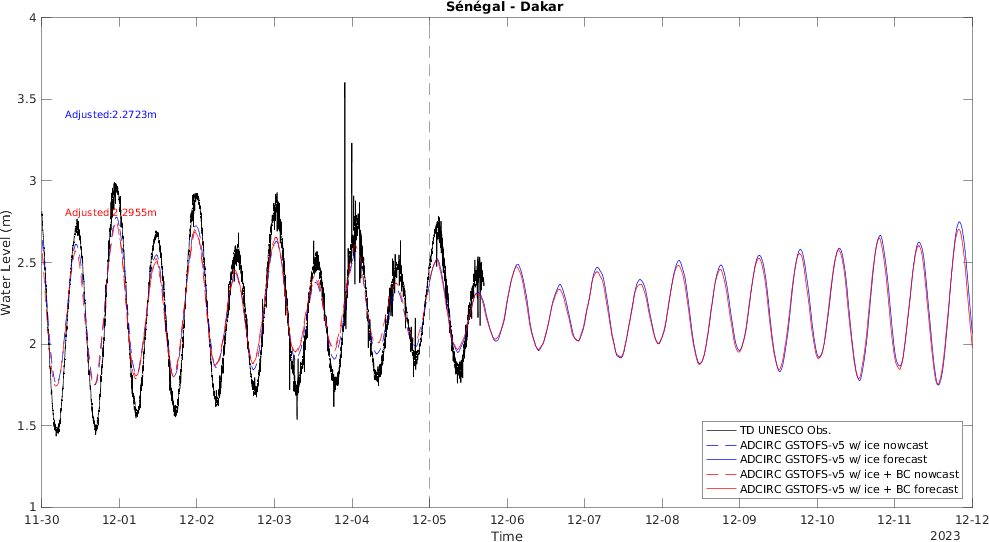 Sénégal - Dakar
4
3.5
3
2.5
2
1.5
1
Water Level (m)
Adjusted:2.2723m
Adjusted:2.2955m
TD UNESCO Obs.
ADCIRC GSTOFS-v5 w/ ice nowcast
ADCIRC GSTOFS-v5 w/ ice forecast
ADCIRC GSTOFS-v5 w/ ice + BC nowcast
ADCIRC GSTOFS-v5 w/ ice + BC forecast
11-30 12-01 12-02 12-03 12-04 12-05 12-06 12-07 12-08 12-09 12-10 12-11 12-12
Time
2023